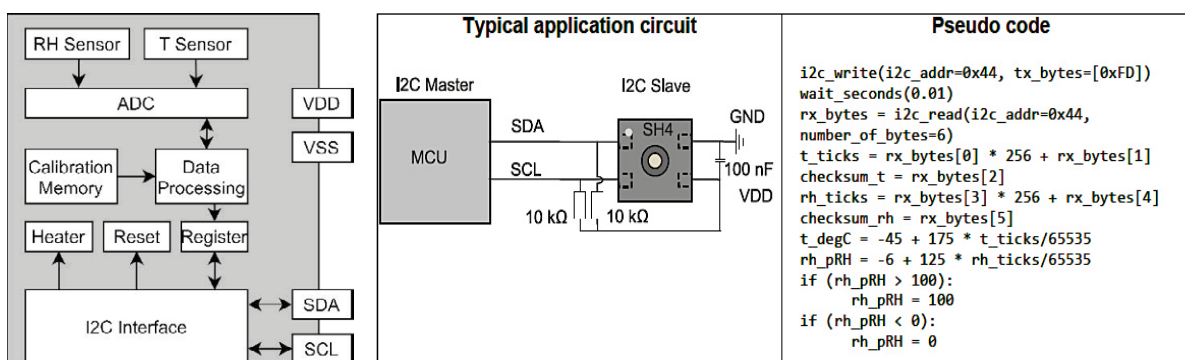 RH Sensor
T Sensor
ADC
VDD
VSS
Calibration
Memory
Data
Processing
Heater
Reset
Register
I2C Interface
SDA
SCL
Typical application circuit
I2C Master
I2C Slave
MCU
SDA
SCL
SH4
GND
100 nF
VDD
10 kΩ
10 kΩ
Pseudo code
i2c_write(i2c_addr=0x44, tx_bytes=[0xFD])
wait_seconds(0.01)
rx_bytes = i2c_read(i2c_addr=0x44,
number_of_bytes=6)
t_ticks = rx_bytes[0] * 256 + rx_bytes[1]
checksum_t = rx_bytes[2]
rh_ticks = rx_bytes[3] * 256 + rx_bytes[4]
checksum_rh = rx_bytes[5]
t_degC = -45 + 175 * t_ticks/65535
rh_pRH = -6 + 125 * rh_ticks/65535
if (rh_pRH > 100):
rh_pRH = 100
if (rh_pRH < 0):
rh_pRH = 0